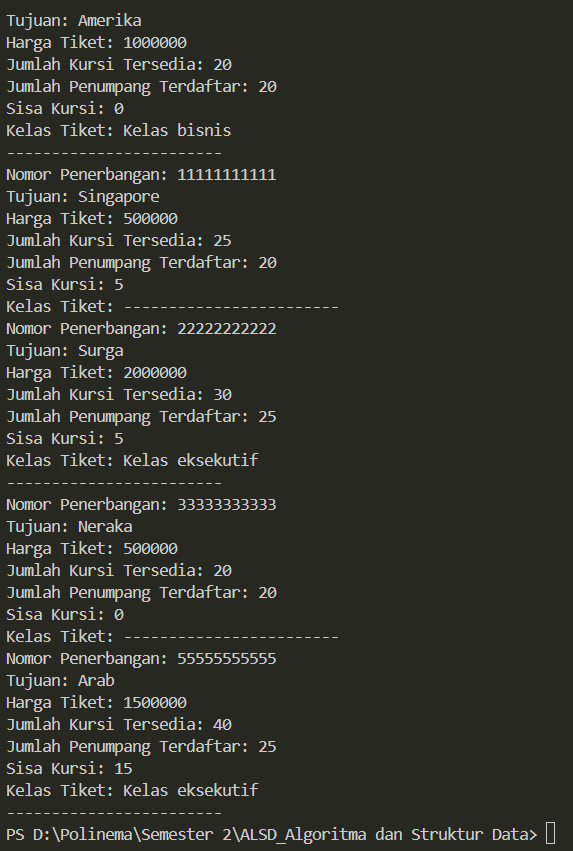 Tujuan: Amerika
Harga Tiket: 1000000
Jumlah Kursi Tersedia: 20
Jumlah Penumpang Terdaftar: 20
Sisa Kursi: 0
Kelas Tiket: Kelas bisnis
------------------------
Nomor Penerbangan: 11111111111
Tujuan: Singapore
Harga Tiket: 500000
Jumlah Kursi Tersedia: 25
Jumlah Penumpang Terdaftar: 20
Sisa Kursi: 5
Kelas Tiket: ------------------------
Nomor Penerbangan: 22222222222
Tujuan: Surga
Harga Tiket: 2000000
Jumlah Kursi Tersedia: 30
Jumlah Penumpang Terdaftar: 25
Sisa Kursi: 5
Kelas Tiket: Kelas eksekutif
------------------------
Nomor Penerbangan: 33333333333
Tujuan: Neraka
Harga Tiket: 500000
Jumlah Kursi Tersedia: 20
Jumlah Penumpang Terdaftar: 20
Sisa Kursi: 0
Kelas Tiket: ------------------------
Nomor Penerbangan: 55555555555
Tujuan: Arab
Harga Tiket: 1500000
Jumlah Kursi Tersedia: 40
Jumlah Penumpang Terdaftar: 25
Sisa Kursi: 15
Kelas Tiket: Kelas eksekutif
------------------------
PS D:\Polinema\Semester 2\ALSD_Algoritma dan Struktur Data>